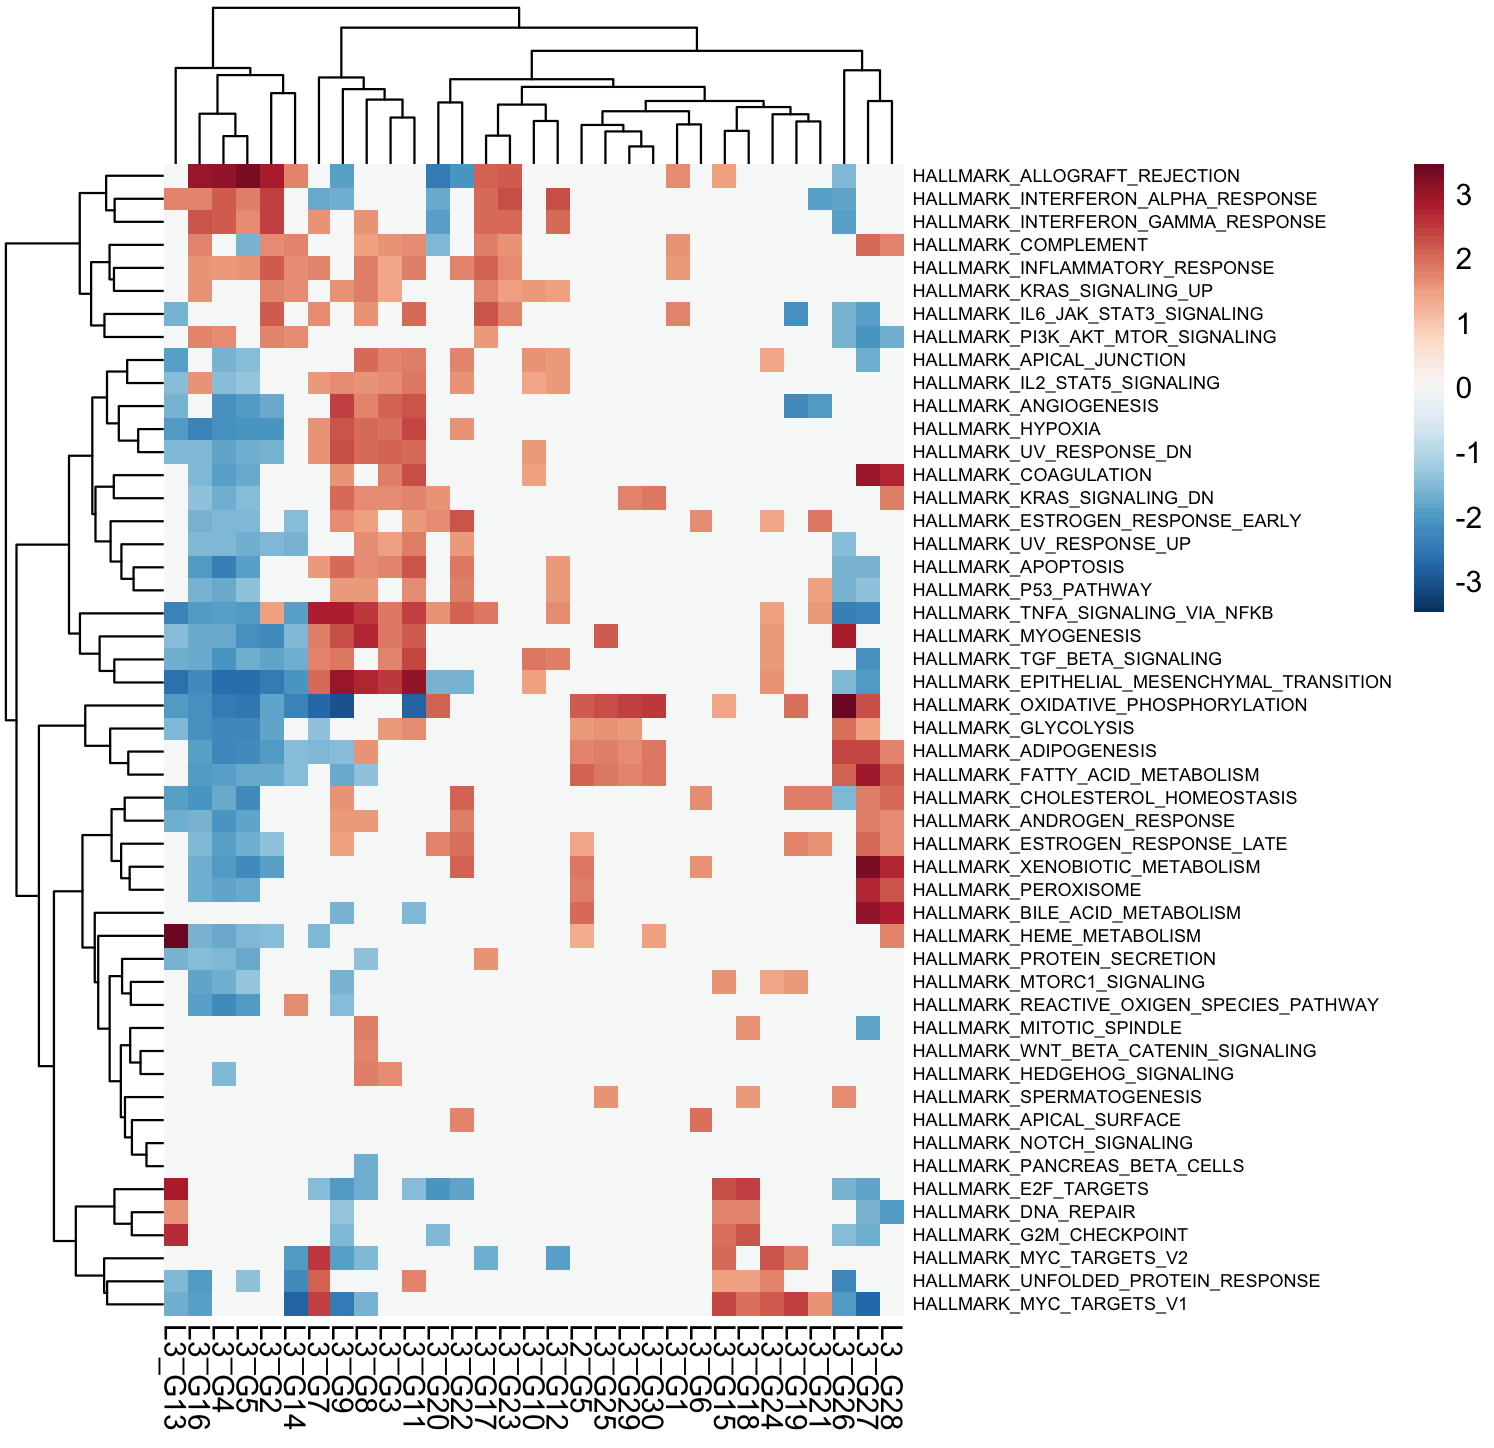 HALLMARK_ALLOGRAFT_REJECTION
HALLMARK_INTERFERON_ALPHA_RESPONSE
HALLMARK_INTERFERON_GAMMA_RESPONSE
HALLMARK_COMPLEMENT
HALLMARK_INFLAMMATORY_RESPONSE
HALLMARK_KRAS_SIGNALING_UP
HALLMARK_IL6_JAK_STAT3_SIGNALING
HALLMARK_PI3K_AKT_MTOR_SIGNALING
HALLMARK_APICAL_JUNCTION
HALLMARK_IL2_STAT5_SIGNALING
HALLMARK_ANGIOGENESIS
HALLMARK_HYPOXIA
HALLMARK_UV_RESPONSE_DN
HALLMARK_COAGULATION
HALLMARK_KRAS_SIGNALING_DN
HALLMARK_ESTROGEN_RESPONSE_EARLY
HALLMARK_UV_RESPONSE_UP
HALLMARK_APOPTOSIS
HALLMARK_P53_PATHWAY
HALLMARK_TNFA_SIGNALING_VIA_NFKB
HALLMARK_MYOGENESIS
HALLMARK_TGF_BETA_SIGNALING
HALLMARK_EPITHELIAL_MESENCHYMAL_TRANSITION
HALLMARK_OXIDATIVE_PHOSPHORYLATION
HALLMARK_GLYCOLYSIS
HALLMARK_ADIPOGENESIS
HALLMARK_FATTY_ACID_METABOLISM
HALLMARK_CHOLESTEROL_HOMEOSTASIS
HALLMARK_ANDROGEN_RESPONSE
HALLMARK_ESTROGEN_RESPONSE_LATE
HALLMARK_XENOBIOTIC_METABOLISM
HALLMARK_PEROXISOME
HALLMARK_BILE_ACID_METABOLISM
HALLMARK_HEME_METABOLISM
HALLMARK_PROTEIN_SECRETION
HALLMARK_MTORC1_SIGNALING
HALLMARK_REACTIVE_OXIGEN_SPECIES_PATHWAY
HALLMARK_MITOTIC_SPINDLE
HALLMARK_WNT_BETA_CATENIN_SIGNALING
HALLMARK_HEDGEHOG_SIGNALING
HALLMARK_SPERMATOGENESIS
HALLMARK_APICAL_SURFACE
HALLMARK_NOTCH_SIGNALING
HALLMARK_PANCREAS_BETA_CELLS
HALLMARK_E2F_TARGETS
HALLMARK_DNA_REPAIR
HALLMARK_G2M_CHECKPOINT
HALLMARK_MYC_TARGETS_V2
HALLMARK_UNFOLDED_PROTEIN_RESPONSE
HALLMARK_MYC_TARGETS_V1
3
2
1
0
-1
-2
-3
L3_G13
L3_G16
L3_G4
L3_G5
L3_G2
L3_G14
L3_G7
L3_G9
L3_G8
L3_G3
L3_G11
L3_G20
L3_G22
L3_G17
L3_G23
L3_G10
L3_G12
L2_G5
L3_G25
L3_G29
L3_G30
L3_G1
L3_G6
L3_G15
L3_G18
L3_G24
L3_G19
L3_G21
L3_G26
L3_G27
L3_G28